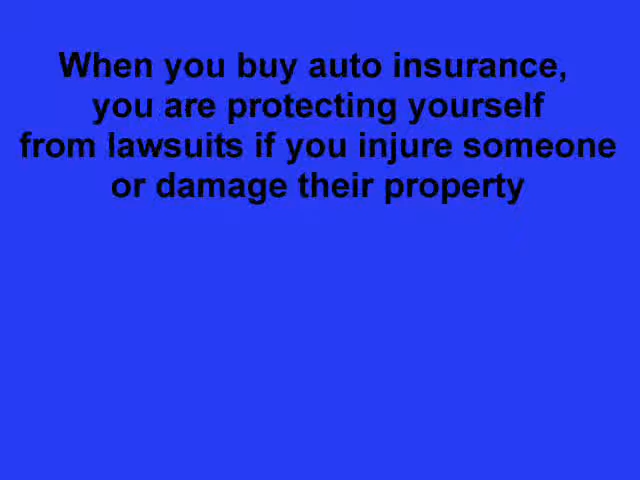 When you buy auto insurance,
you are protecting yourself
from lawsuits if you injure someone
or damage their property